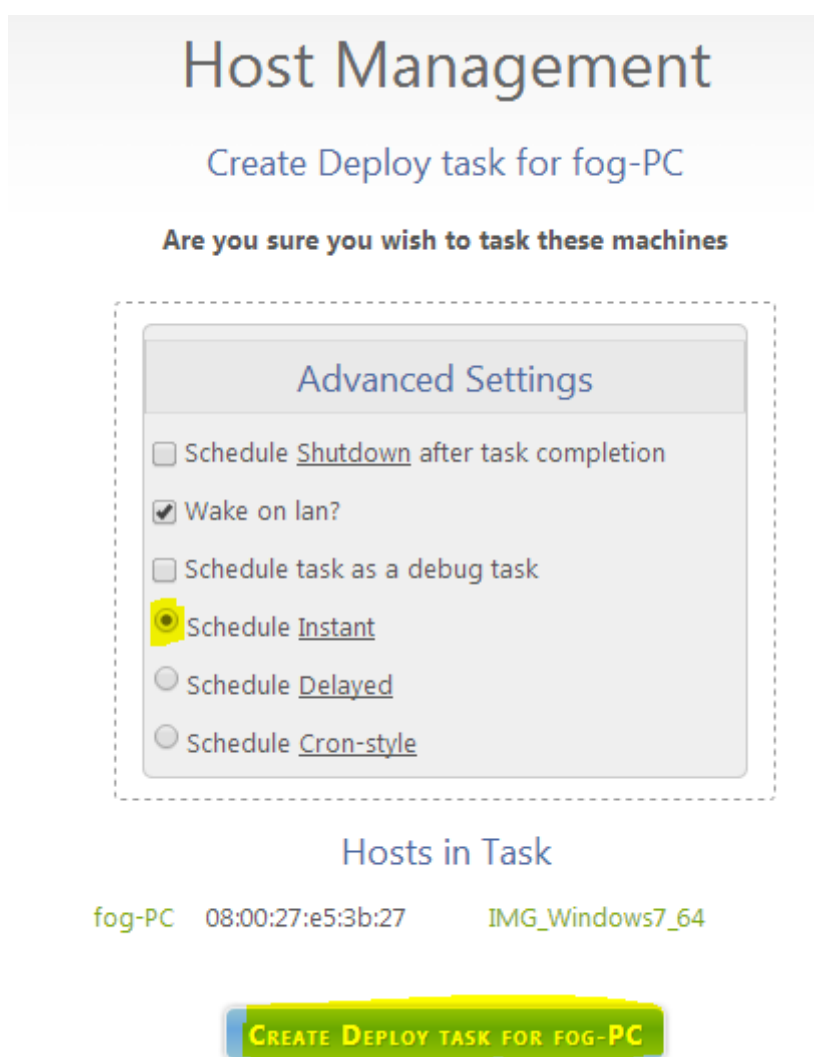 Host Management
Create Deploy task for fog-PC
Are you sure you wish to task these machines
Advanced Settings
Schedule Shutdown after task completion
Wake on lan?
Schedule task as a debug task
Schedule Instant
Schedule Delayed
Schedule Cron-style
Hosts in Task
fog-PC 08:00:27:e5:3b:27 IMG_Windows7_64
Create Deploy task for fog-PC